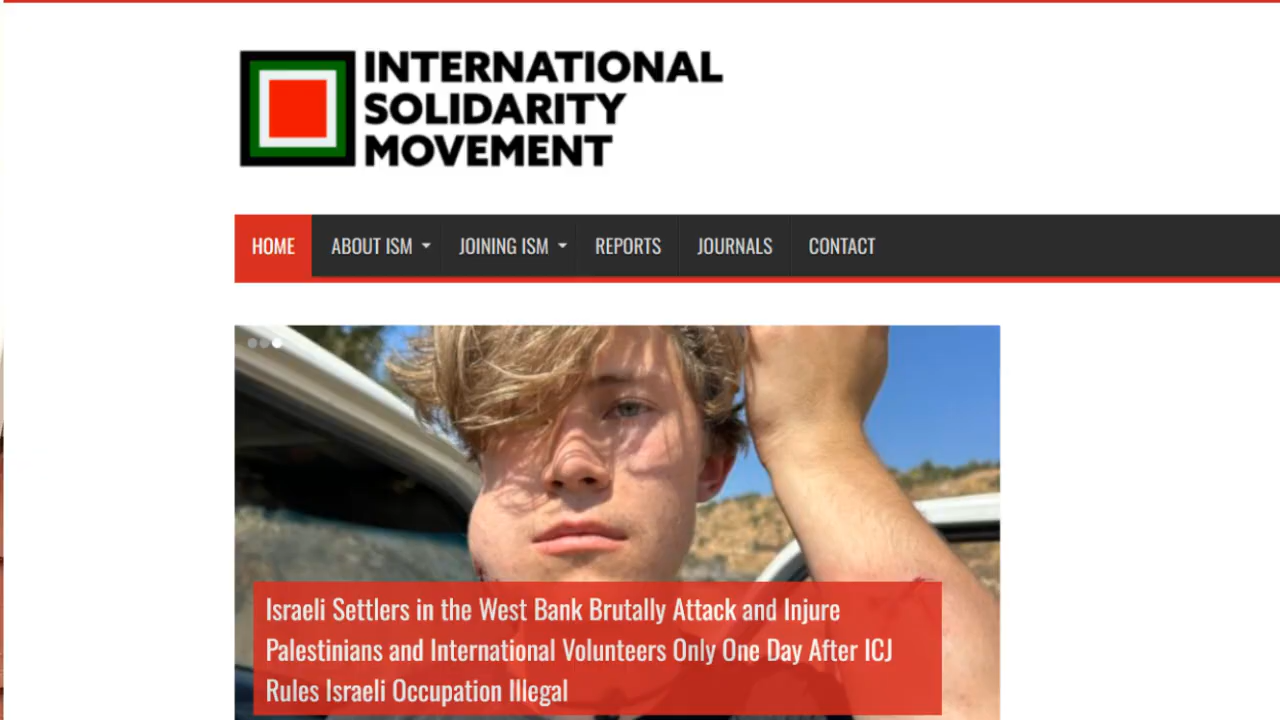 INTERNATIONAL
SOLIDARITY
MOVEMENT
HOME ABOUT ISM JOINING ISM REPORTS JOURNALS CONTACT
Israeli Settlers in the West Bank Brutally Attack and Injure
Palestinians and International Volunteers Only One Day After ICJ
Rules Israeli Occupation Illegal